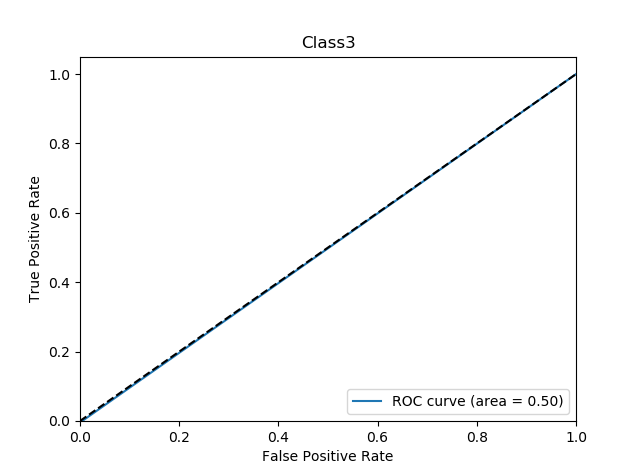 Class3
True Positive Rate
1.0
0.8
0.6
0.4
0.2
0.0
ROC curve (area = 0.50)
0.0 0.2 0.4 0.6 0.8 1.0
False Positive Rate